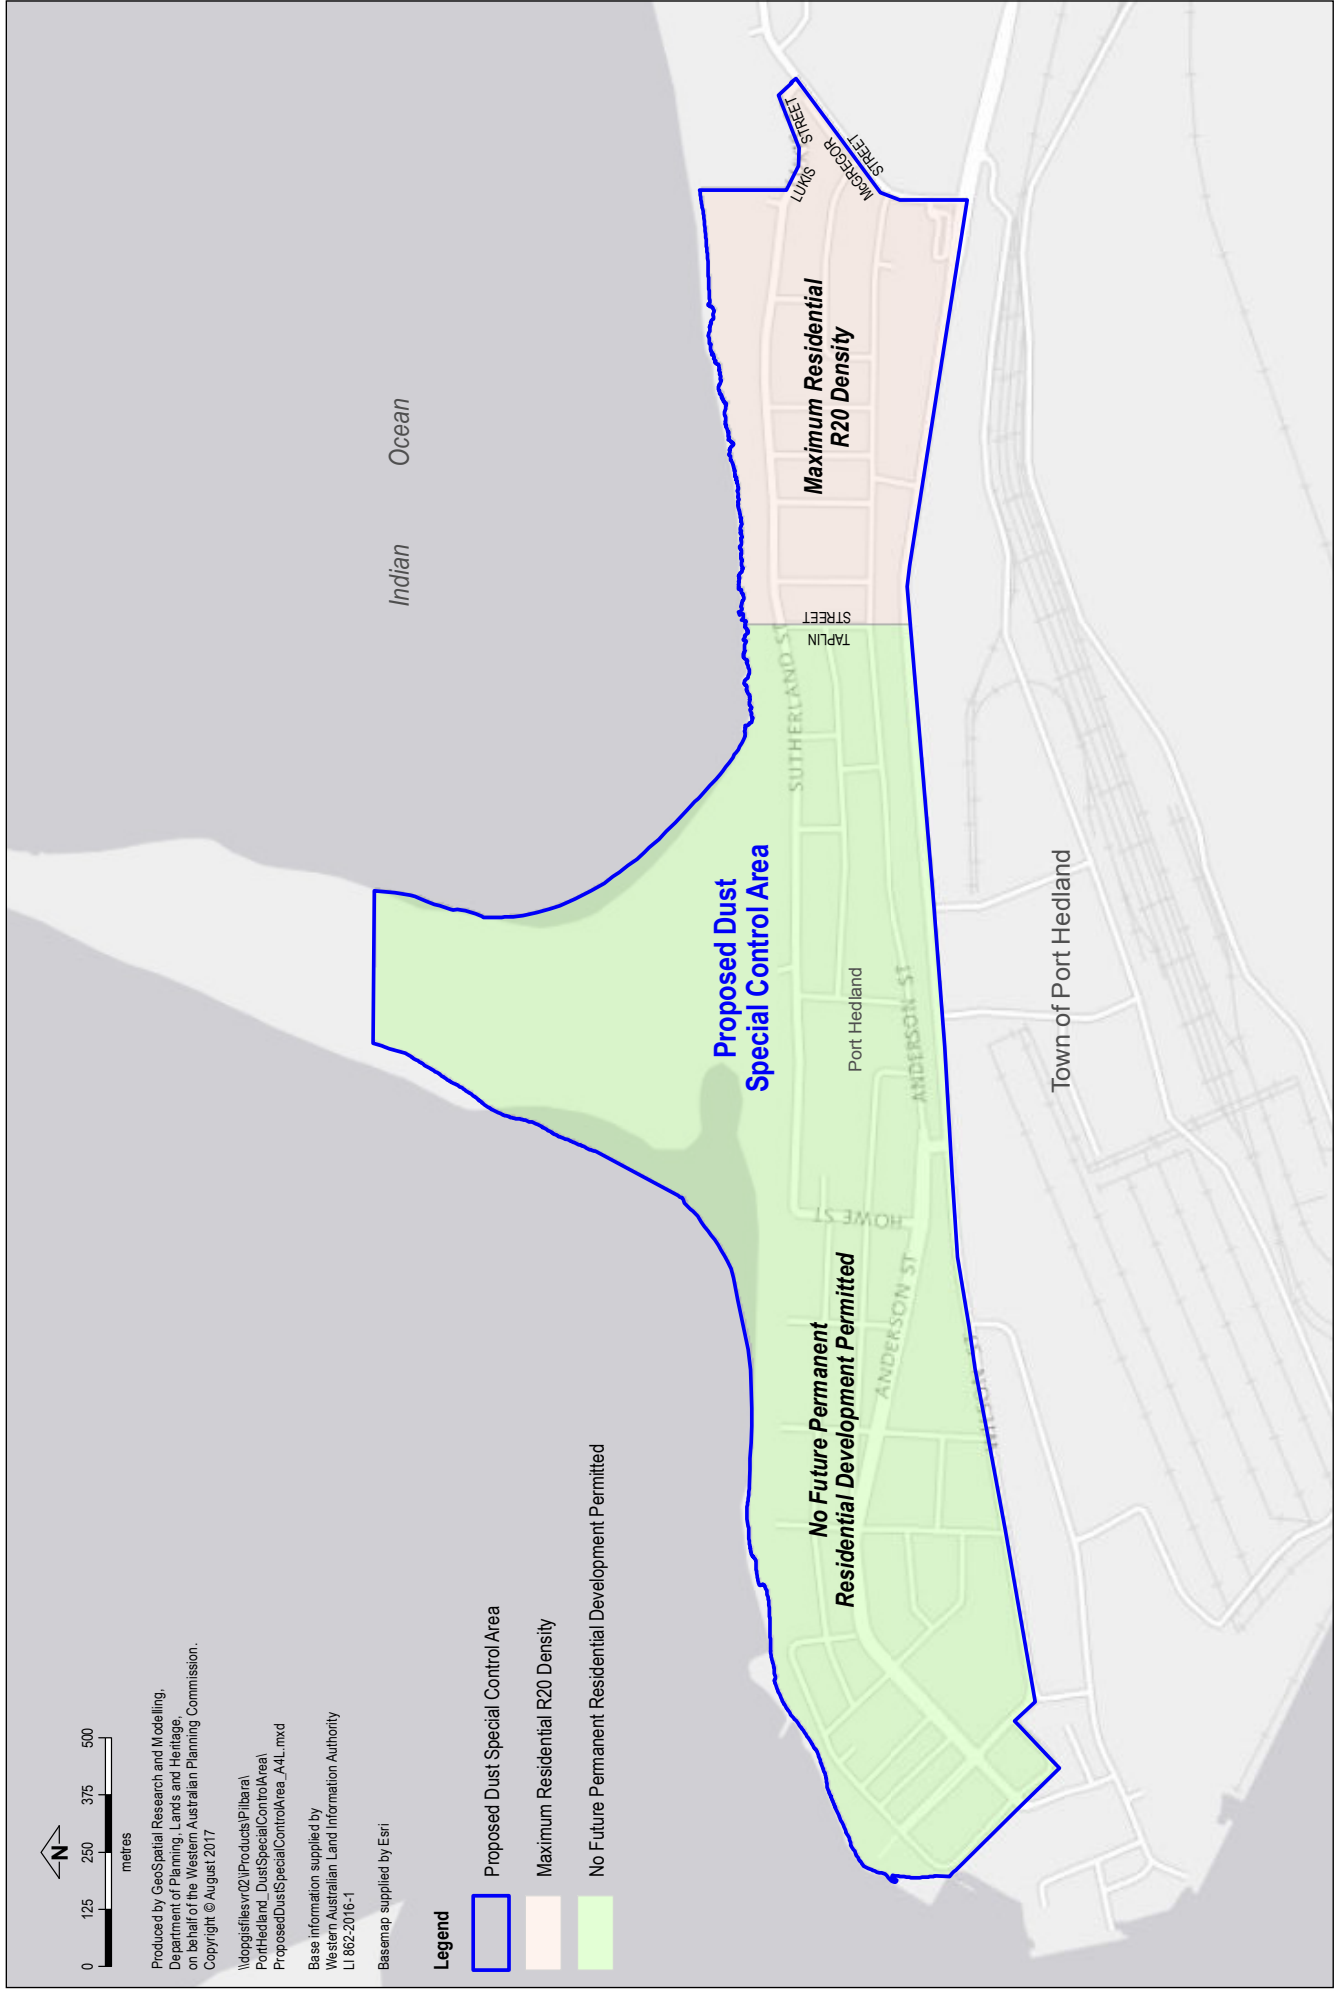 0 125 250 375 500
N
metres
Produced by GeoSpatial Research and Modelling,
Department of Planning, Lands and Heritage,
on behalf of the Western Australian Planning Commission.
Copyright © August 2017
\\dopgisfilesvr02\iProducts\Pilbara\
PortHedland_DustSpecialControlArea\
ProposedDustSpecialControlArea_A4L.mxd
Base information supplied by
Western Australian Land Information Authority
LI 862-2016-1
Basemap supplied by Esri
Legend
Proposed Dust Special Control Area
Maximum Residential R20 Density
No Future Permanent Residential Development Permitted
Indian Ocean
Proposed Dust
Special Control Area
SUTHERLAND ST
TAPLIN
STREET
Maximum Residential
R20 Density
LUKIS
STREET
McGREGOR
STREET
No Future Permanent
Residential Development Permitted
HOWE ST
Port Hedland
ANDERSON ST
ANDERSON ST
Town of Port Hedland